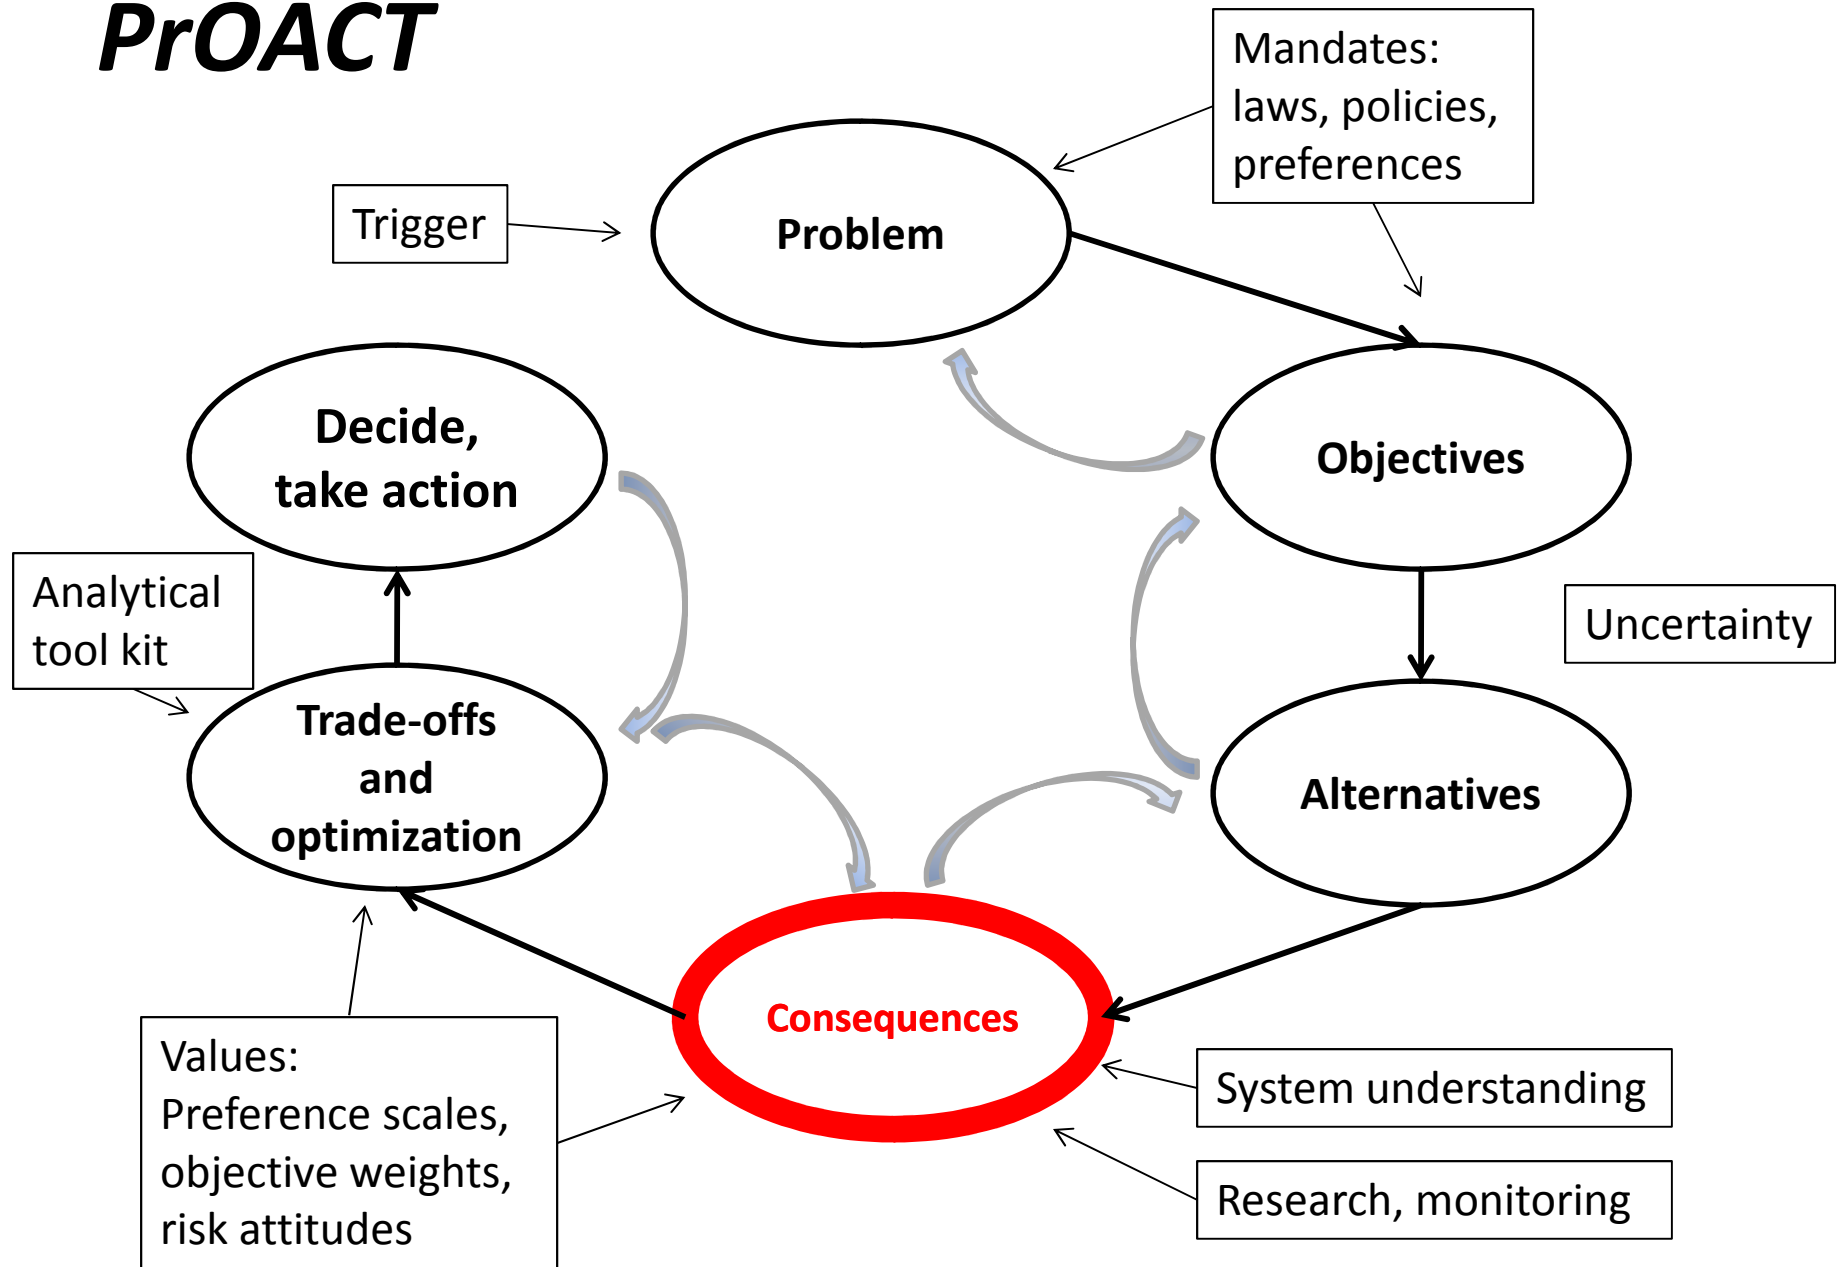 PrOACT
Mandates:
laws, policies,
preferences
Trigger
Problem
Decide,
take action
Objectives
Analytical
tool kit
Uncertainty
Trade-offs
and
optimization
Alternatives
Consequences
Values:
Preference scales,
objective weights,
risk attitudes
System understanding
Research, monitoring